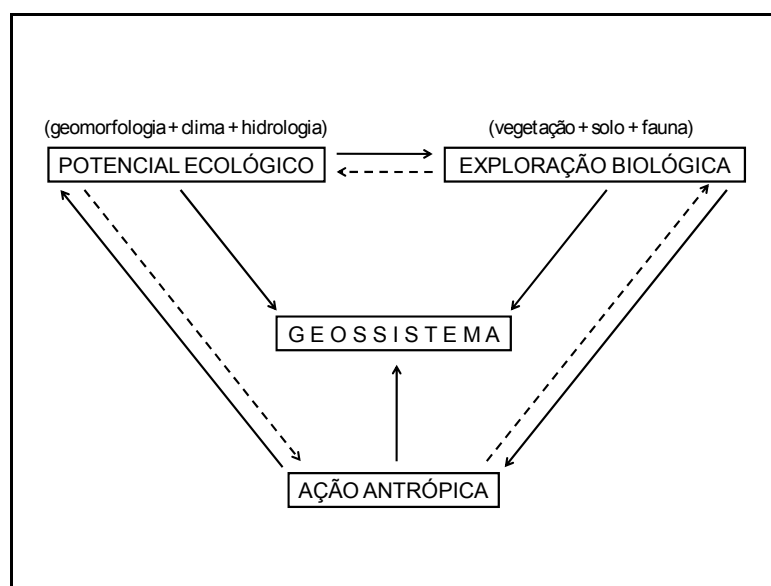 (geomorfologia + clima + hidrologia)
POTENCIAL ECOLÓGICO
(vegetação + solo + fauna)
EXPLORAÇÃO BIOLÓGICA
G E O S S I S T E M A
AÇÃO ANTRÓPICA